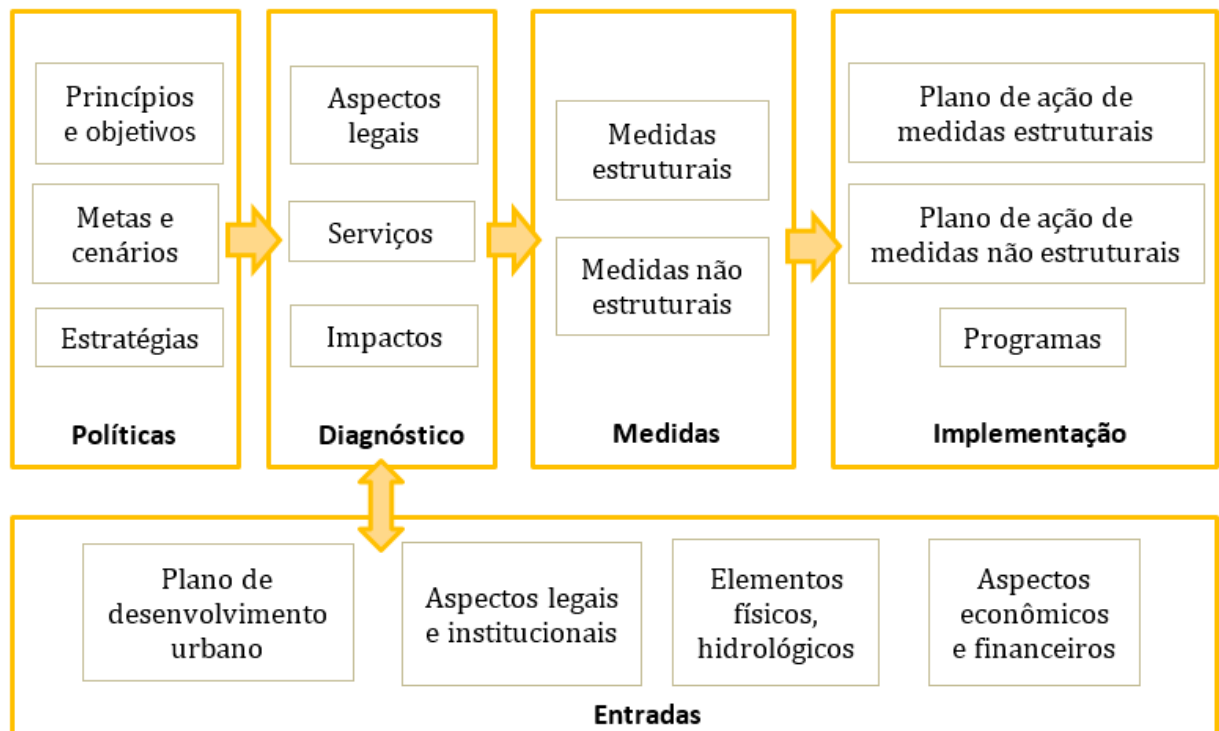 Princípios
e objetivos
Metas e
cenários
Estratégias
Políticas
Aspectos
legais
Serviços
Impactos
Diagnóstico
Medidas
estruturais
Medidas não
estruturais
Medidas
Plano de ação de
medidas estruturais
Plano de ação de
medidas não estruturais
Programas
Implementação
Plano de
desenvolvimento
urbano
Aspectos legais
e institucionais
Elementos
físicos,
hidrológicos
Aspectos
econômicos
e financeiros
Entradas